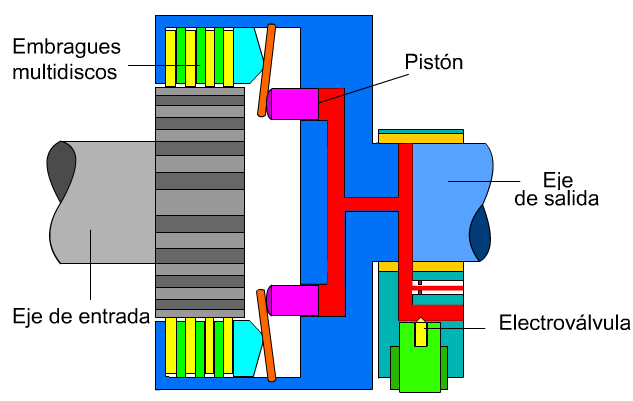 Embragues
multidiscos
Pistón
Eje
de salida
Eje de entrada
Electroválvula